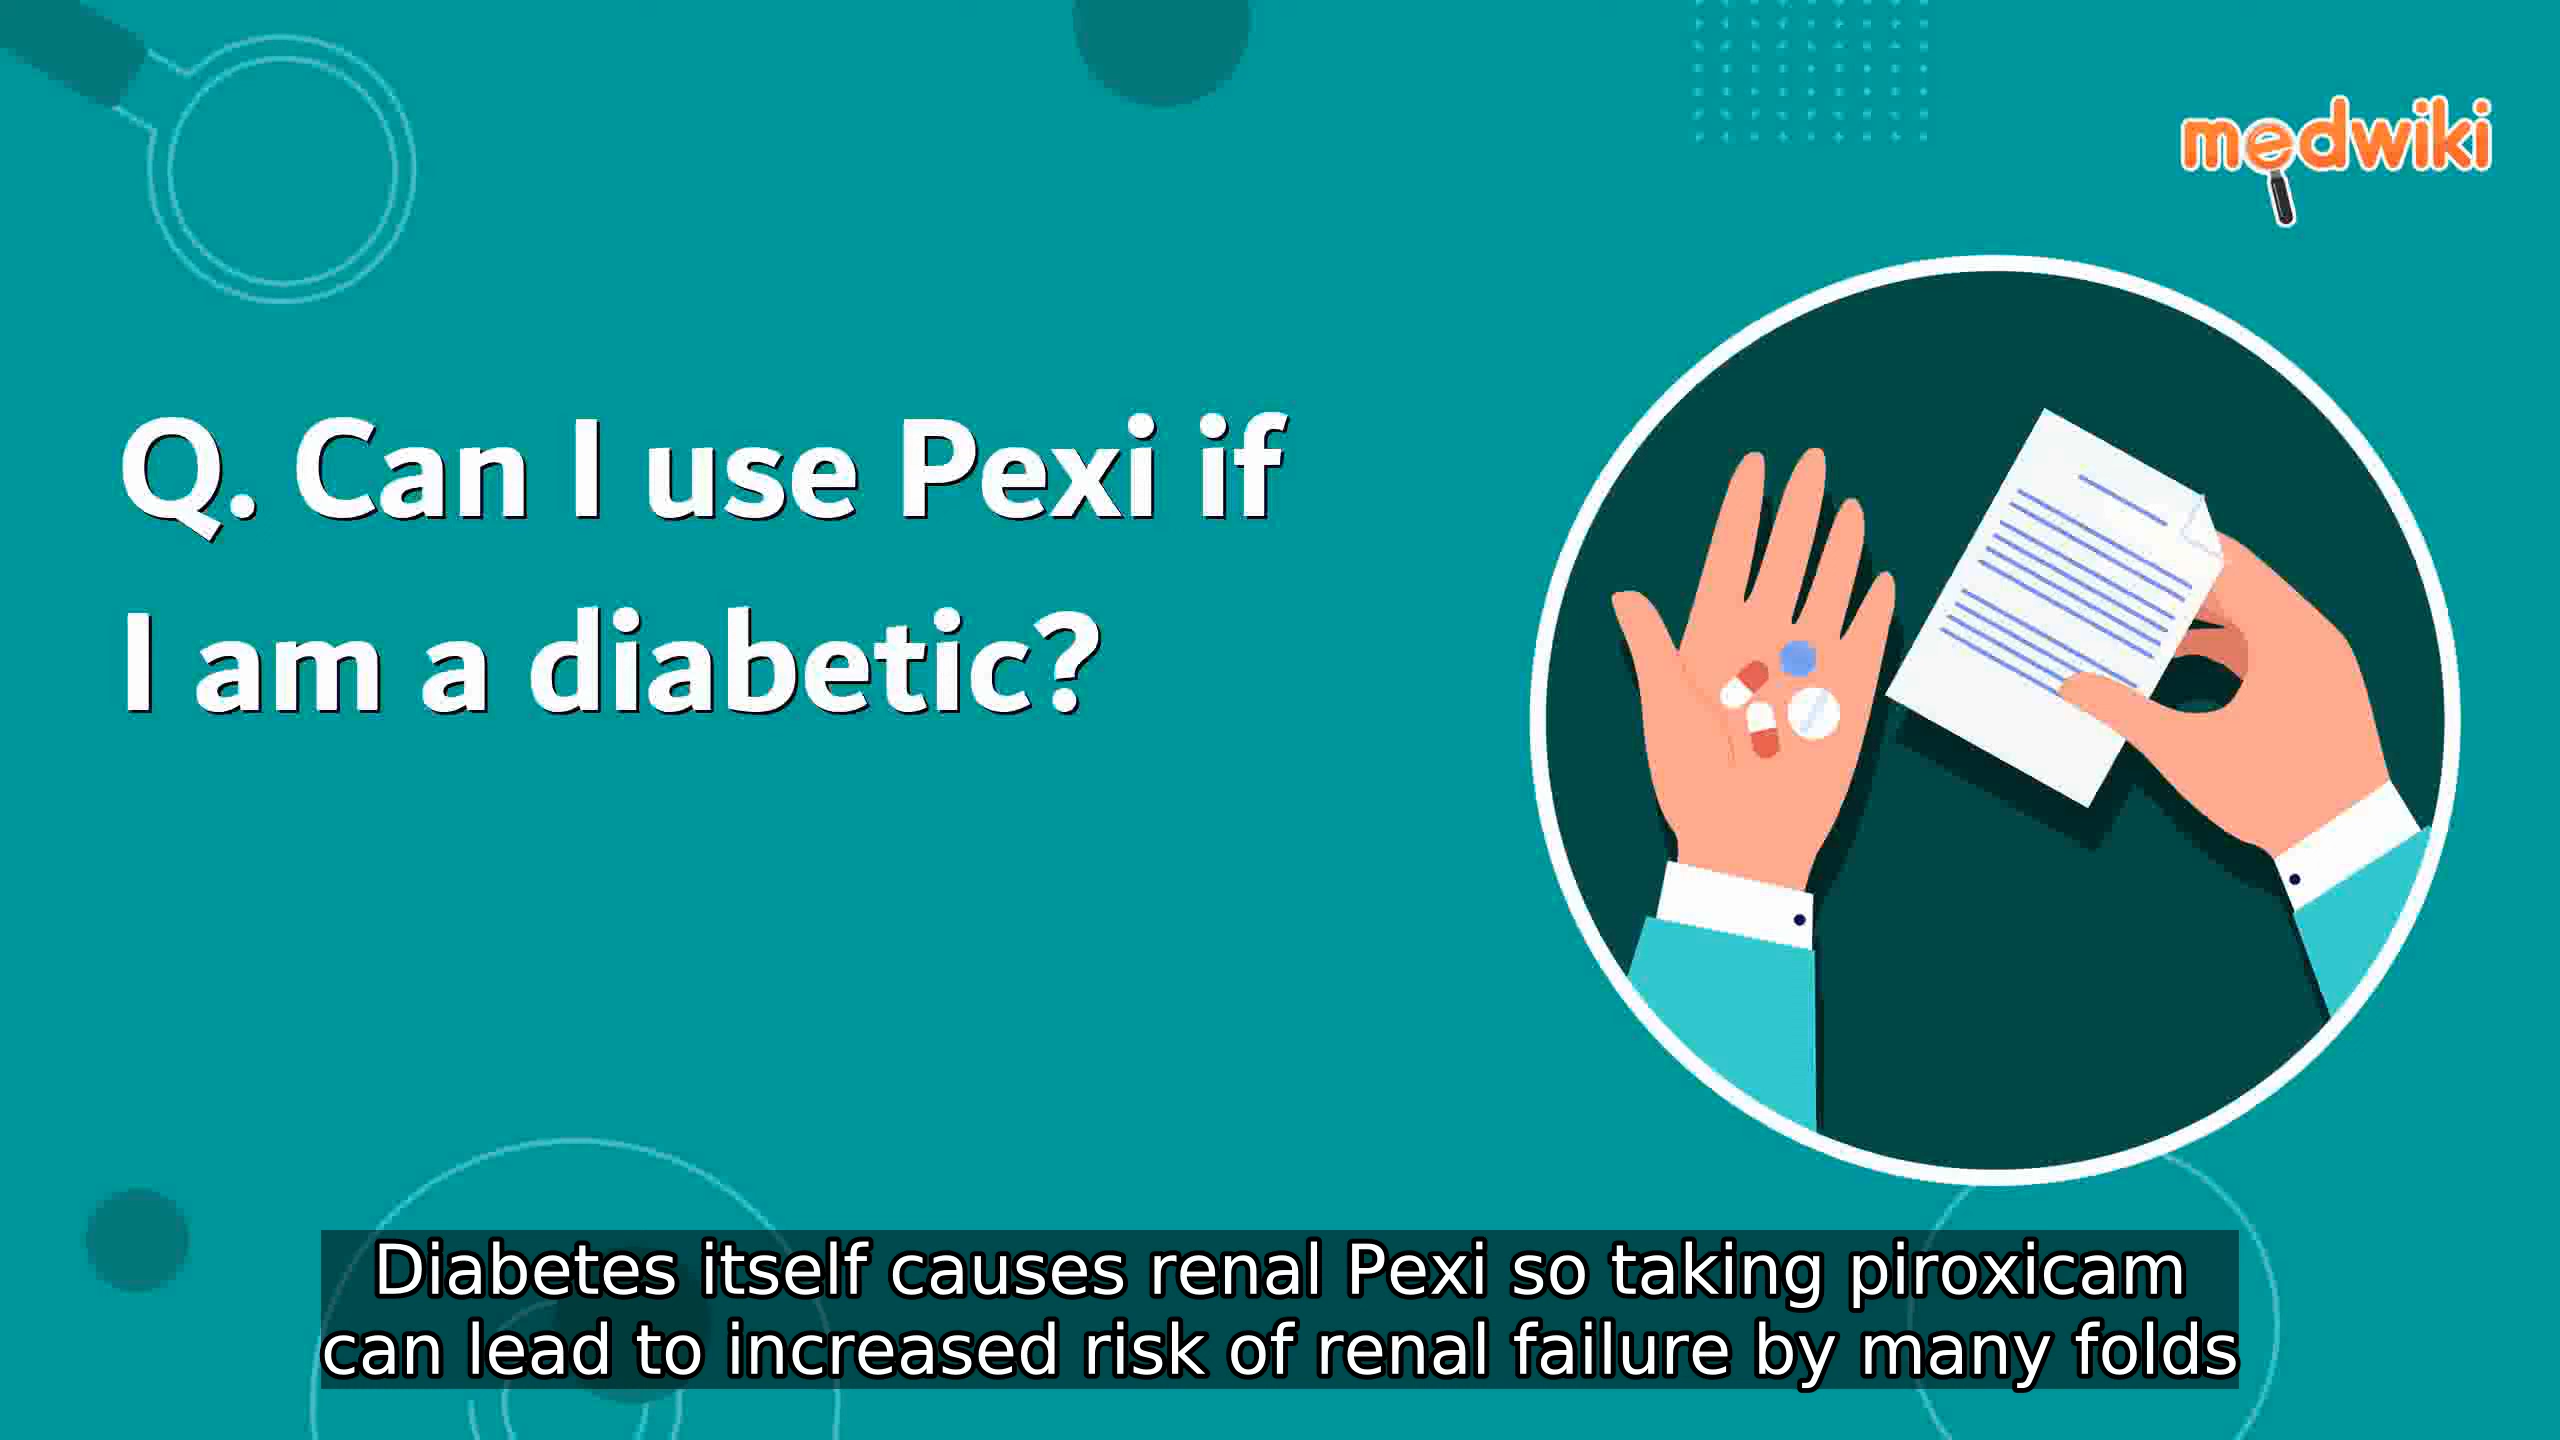 medwiki
Q. Can I use Pexi if
I am a diabetic?
Diabetes itself causes renal Pexi so taking piroxicam
can lead to increased risk of renal failure by many folds